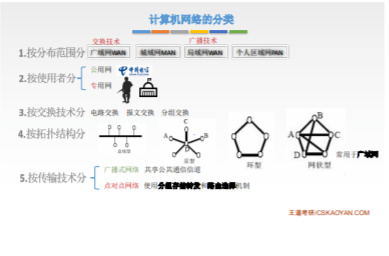 计算机网络的分类
交换技术 广播技术
1.按分布范围分 广域网WAN 城域网MAN 局域网WAN 个人区域网PAN
2.按使用者分 公用网 中国电信
专用网
3.按交换技术分 电路交换 报文交换 分组交换
4.按拓扑结构分
C
A B
A B C
D
总线型 星型 环型 网状型 常用于广域网
5.按传输技术分 广播式网络 共享公共通信信道
点对点网络 使用分组存储转发和路由选择机制
王道考研/CSKAOYAN.COM